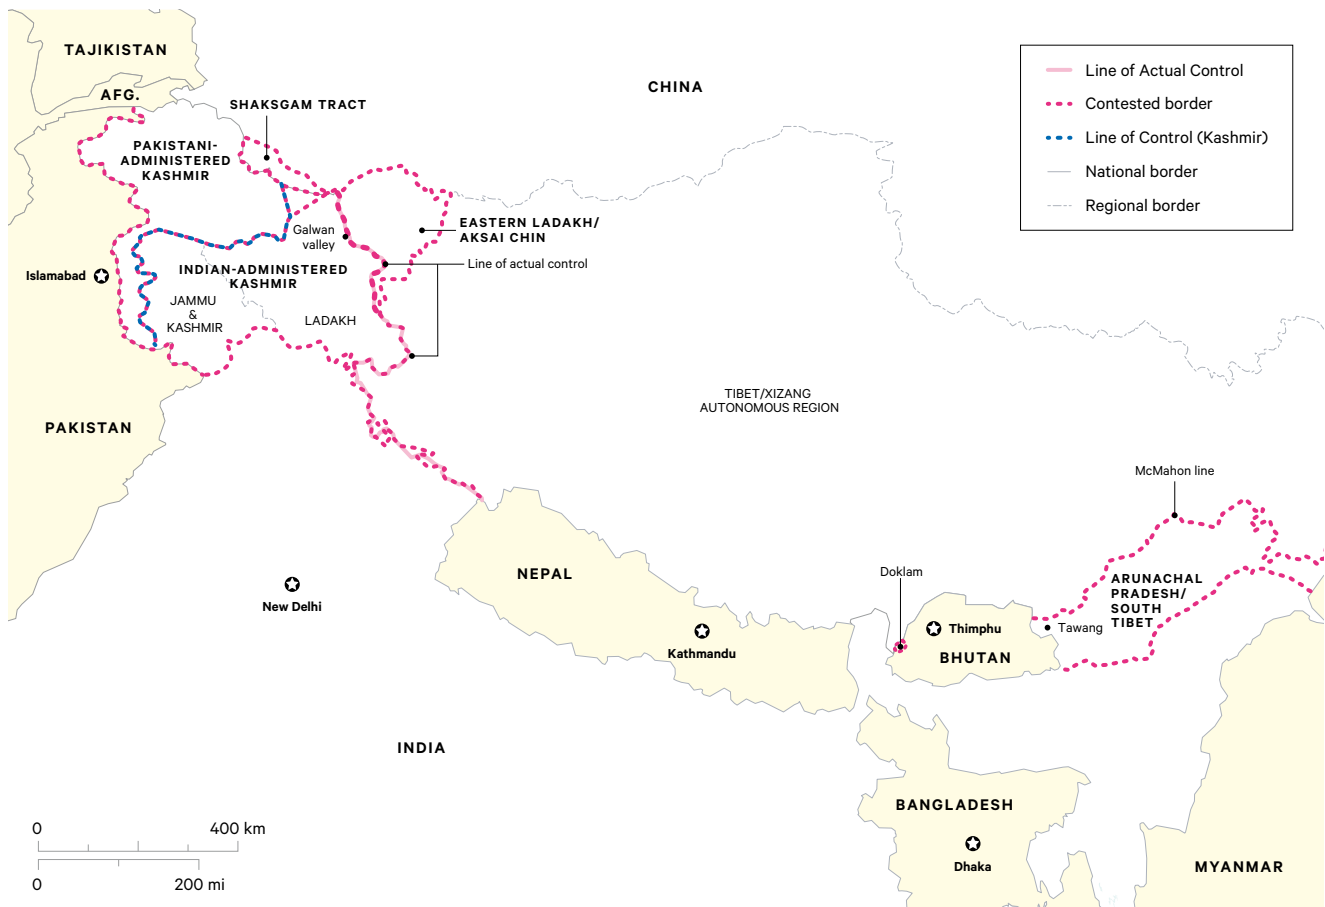 TAJIKISTAN
AFG.
SHAKSGAM TRACT
CHINA
Line of Actual Control
Contested border
Line of Control (Kashmir)
National border
Regional border
PAKISTANI-
ADMINISTERED
KASHMIR
Galwan
valley
EASTERN LADAKH/
AKSAI CHIN
Line of actual control
Islamabad
INDIAN-ADMINISTERED
KASHMIR
JAMMU
&
KASHMIR
LADAKH
PAKISTAN
TIBET/XIZANG
AUTONOMOUS REGION
McMahon line
New Delhi
NEPAL
Kathmandu
Doklam
Thimphu
BHUTAN
ARUNACHAL
PRADESH/
SOUTH
TIBET
Tawang
INDIA
BANGLADESH
Dhaka
MYANMAR
0
400 km
0
200 mi